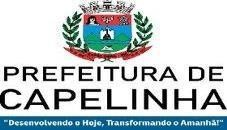 PREFEITURA DE
CAPELINHA
"Desenvolvendo o Hoje, Transformando o Amanhã!"